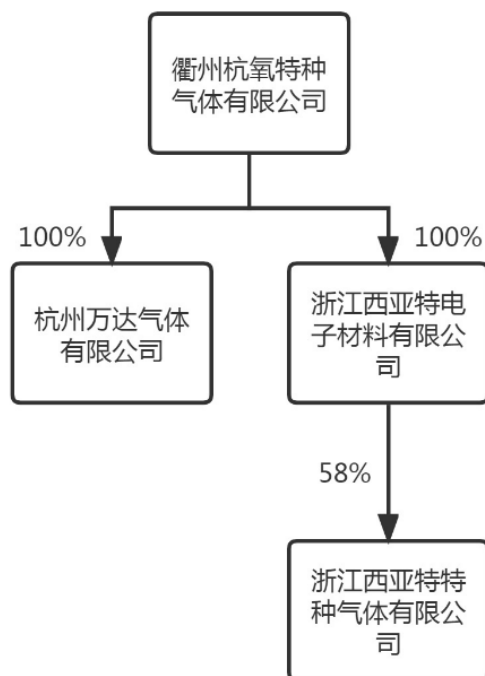 衢州杭氧特种
气体有限公司
100%
100%
杭州万达气体
有限公司
浙江西亚特电
子材料有限公
司
58%
浙江西亚特特
种气体有限公
司